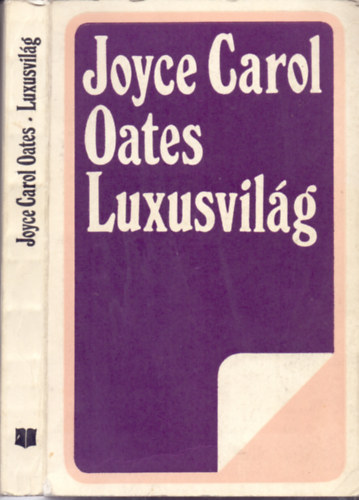 Joyce Carol Oates · Luxusvilág
Joyce Carol
Oates
Luxusvilág